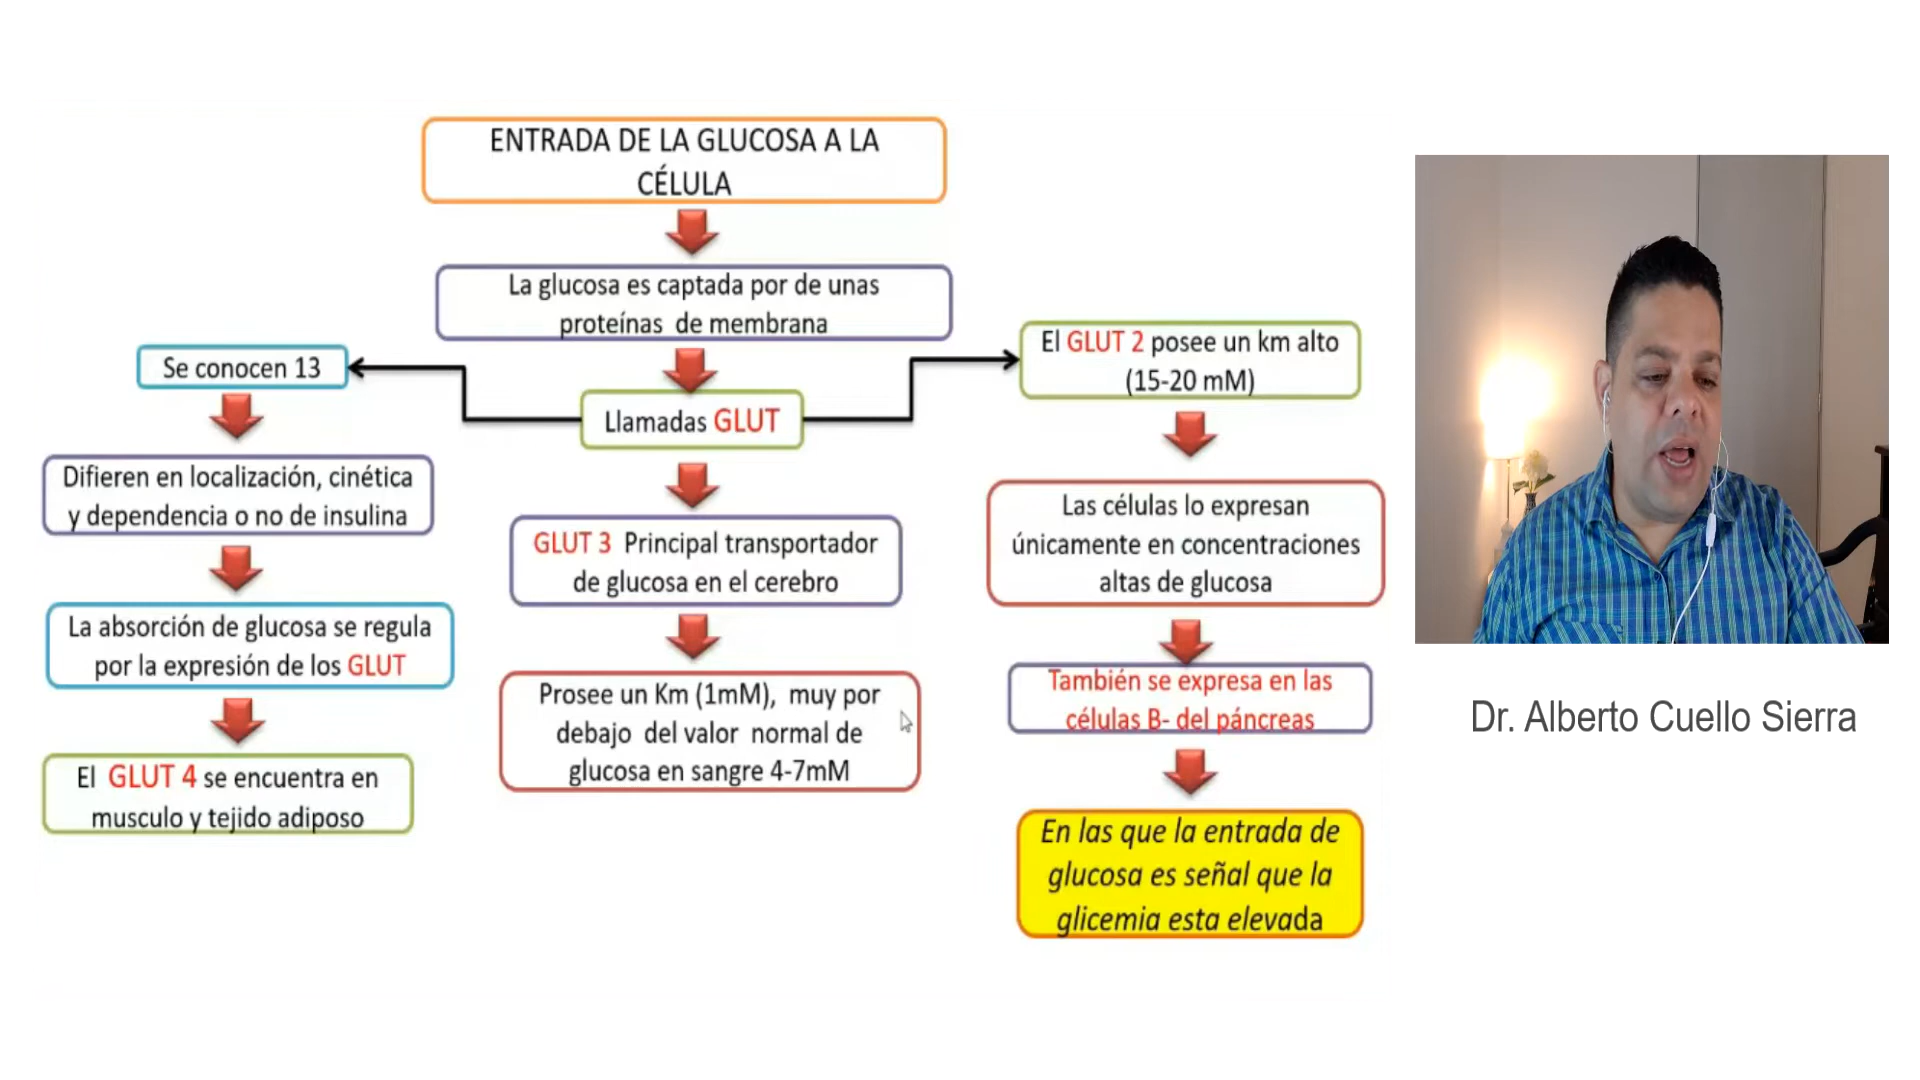 ENTRADA DE LA GLUCOSA A LA
CÉLULA
La glucosa es captada por de unas
proteínas de membrana
Llamadas GLUT
Se conocen 13
Difieren en localización, cinética
y dependencia o no de insulina
La absorción de glucosa se regula
por la expresión de los GLUT
El GLUT 4 se encuentra en
musculo y tejido adiposo
GLUT 3 Principal transportador
de glucosa en el cerebro
Prosee un Km (1mM), muy por
debajo del valor normal de
glucosa en sangre 4-7mM
El GLUT 2 posee un km alto
(15-20 mM)
Las células lo expresan
únicamente en concentraciones
altas de glucosa
También se expresa en las
células B- del páncreas
En las que la entrada de
glucosa es señal que la
glicemia esta elevada
Dr. Alberto Cuello Sierra